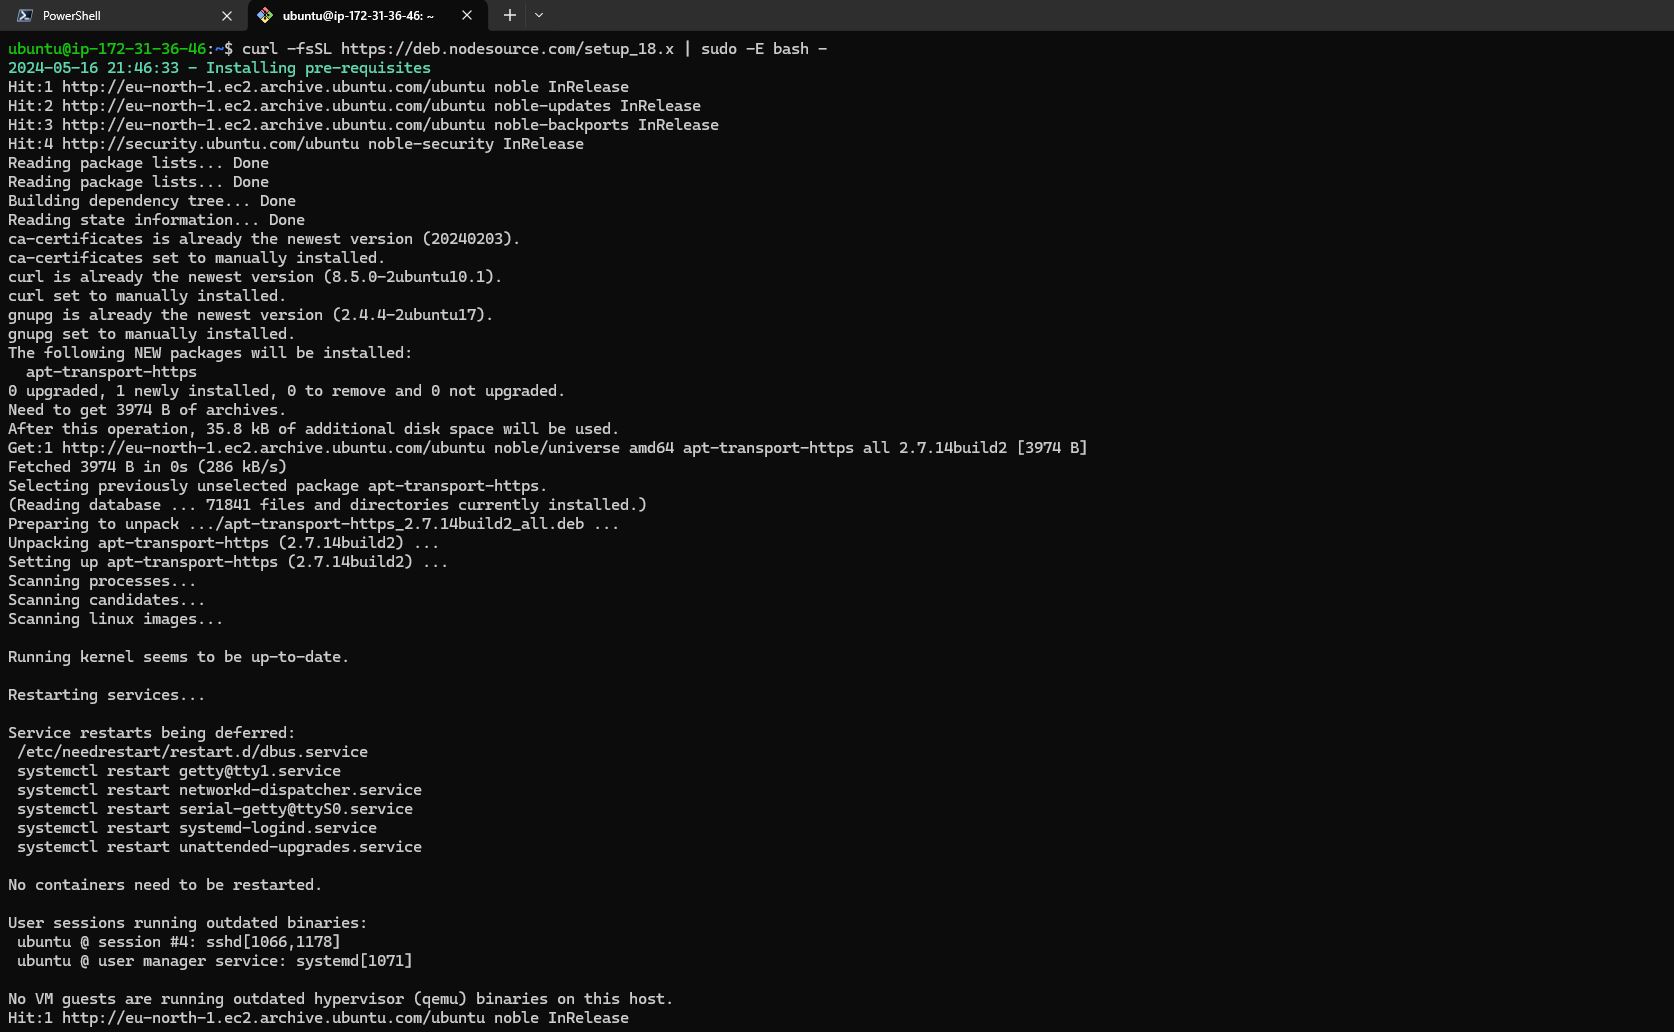 PowerShell
ubuntu@ip-172-31-36-46: ~
ubuntu@ip-172-31-36-46:~$ curl -fsSL https://deb.nodesource.com/setup_18.x | sudo -E bash -
2024-05-16 21:46:33 - Installing pre-requisites
Hit:1 http://eu-north-1.ec2.archive.ubuntu.com/ubuntu noble InRelease
Hit:2 http://eu-north-1.ec2.archive.ubuntu.com/ubuntu noble-updates InRelease
Hit:3 http://eu-north-1.ec2.archive.ubuntu.com/ubuntu noble-backports InRelease
Hit:4 http://security.ubuntu.com/ubuntu noble-security InRelease
Reading package lists... Done
Reading package lists... Done
Building dependency tree... Done
Reading state information... Done
ca-certificates is already the newest version (20240203).
ca-certificates set to manually installed.
curl is already the newest version (8.5.0-2ubuntu10.1).
curl set to manually installed.
gnupg is already the newest version (2.4.4-2ubuntu17).
gnupg set to manually installed.
The following NEW packages will be installed:
  apt-transport-https
0 upgraded, 1 newly installed, 0 to remove and 0 not upgraded.
Need to get 3974 B of archives.
After this operation, 35.8 kB of additional disk space will be used.
Get:1 http://eu-north-1.ec2.archive.ubuntu.com/ubuntu noble/universe amd64 apt-transport-https all 2.7.14build2 [3974 B]
Fetched 3974 B in 0s (286 kB/s)
Selecting previously unselected package apt-transport-https.
(Reading database ... 71841 files and directories currently installed.)
Preparing to unpack .../apt-transport-https_2.7.14build2_all.deb ...
Unpacking apt-transport-https (2.7.14build2) ...
Setting up apt-transport-https (2.7.14build2) ...
Scanning processes...
Scanning candidates...
Scanning linux images...
Running kernel seems to be up-to-date.
Restarting services...
Service restarts being deferred:
 /etc/needrestart/restart.d/dbus.service
 systemctl restart getty@tty1.service
 systemctl restart networkd-dispatcher.service
 systemctl restart serial-getty@ttyS0.service
 systemctl restart systemd-logind.service
 systemctl restart unattended-upgrades.service
No containers need to be restarted.
User sessions running outdated binaries:
 ubuntu @ session #4: sshd[1066,1178]
 ubuntu @ user manager service: systemd[1071]
No VM guests are running outdated hypervisor (qemu) binaries on this host.
Hit:1 http://eu-north-1.ec2.archive.ubuntu.com/ubuntu noble InRelease